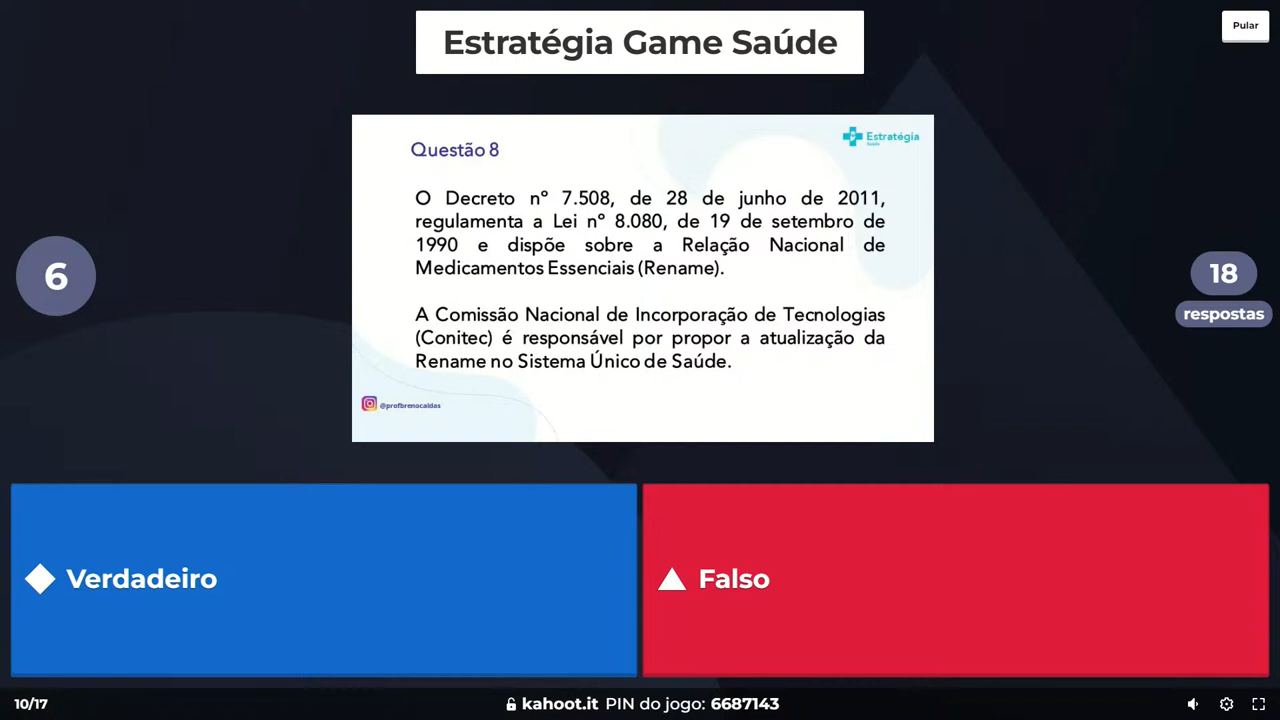 Estratégia Game Saúde
Pular
Estratégia
Saúde
Questão 8
O Decreto nº 7.508, de 28 de junho de 2011,
regulamenta a Lei nº 8.080, de 19 de setembro de
1990 e dispõe sobre a Relação Nacional de
Medicamentos Essenciais (Rename).
A Comissão Nacional de Incorporação de Tecnologias
(Conitec) é responsável por propor a atualização da
Rename no Sistema Único de Saúde.
@profbrenocaldas
6
18
respostas
Verdadeiro
Falso
10/17
kahoot.it PIN do jogo: 6687143